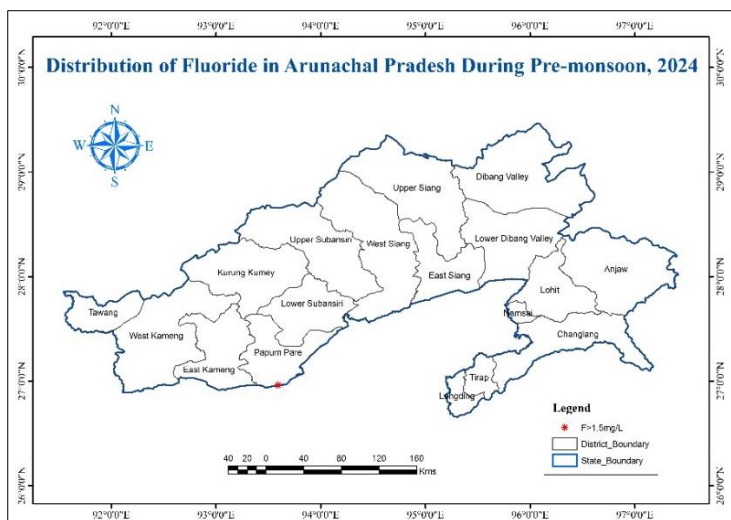 92°0'0"E 93°0'0"E 94°0'0"E 95°0'0"E 96°0'0"E 97°0'0"E
30°0'0"N 30°0'0"N
Distribution of Fluoride in Arunachal Pradesh During Pre-monsoon, 2024
N
W E
S
29°0'0"N 29°0'0"N
Dibang Valley
Upper Siang
Upper Subansiri West Siang Lower Dibang Valley
Kurung Kumey East Siang Anjaw
28°0'0"N 28°0'0"N
Lohit
Tawang Lower Subansiri Namsai
West Kameng Changlang
Papum Pare
East Kameng Tirap
27°0'0"N 27°0'0"N
Longding
Legend
F>1.5mg/L
District_Boundary
State_Boundary
40 20 0 40 80 120 160
Kms
26°0'0"N 26°0'0"N
92°0'0"E 93°0'0"E 94°0'0"E 95°0'0"E 96°0'0"E 97°0'0"E